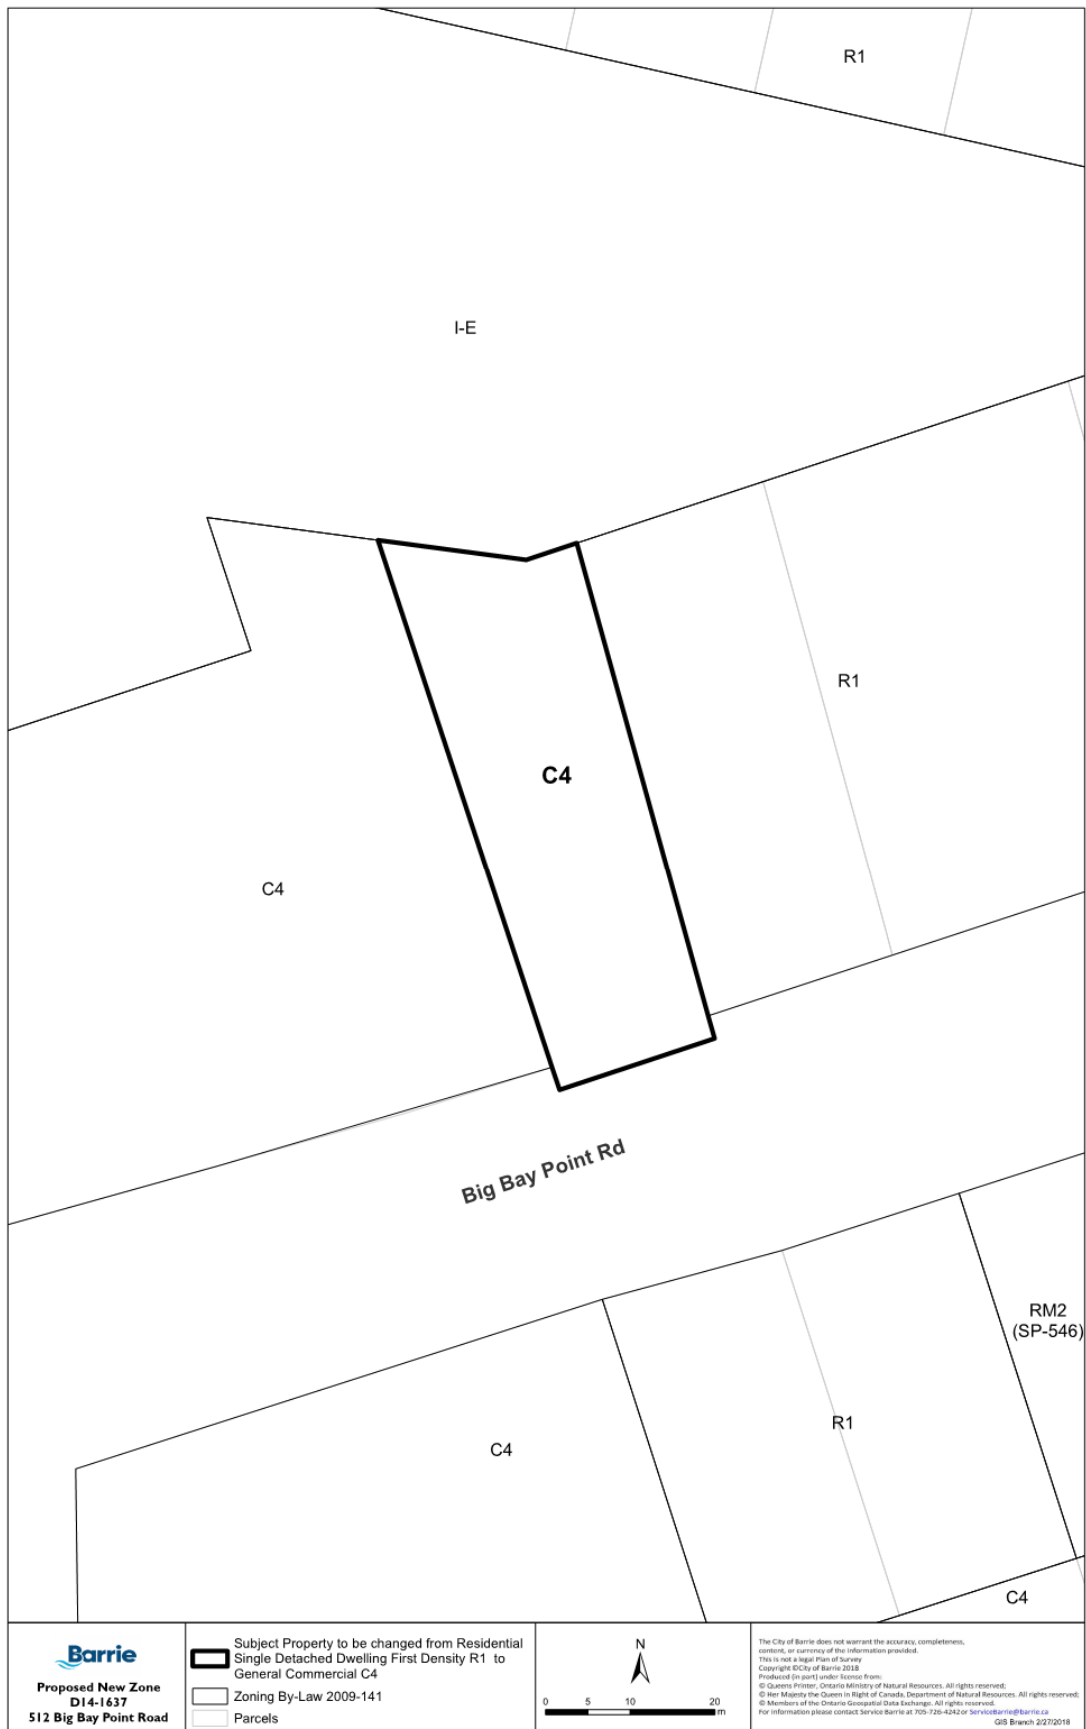 R1
I-E
R1
C4
C4
Big Bay Point Rd
RM2
(SP-546)
R1
C4
C4
Barrie
Proposed New Zone
D14-1637
512 Big Bay Point Road
Subject Property to be changed from Residential
Single Detached Dwelling First Density R1 to
General Commercial C4
Zoning By-Law 2009-141
Parcels
N
0 5 10 20
m
The City of Barrie does not warrant the accuracy, completeness,
content, or currency of the information provided.
This is not a legal Plan of Survey
Copyright ©City of Barrie 2018
Produced (in part) under license from:
© Queens Printer, Ontario Ministry of Natural Resources. All rights reserved;
© Her Majesty the Queen in Right of Canada, Department of Natural Resources. All rights reserved;
© Members of the Ontario Geospatial Data Exchange. All rights reserved.
For information please contact Service Barrie at 705-726-4242 or ServiceBarrie@barrie.ca
GIS Branch 2/27/2018